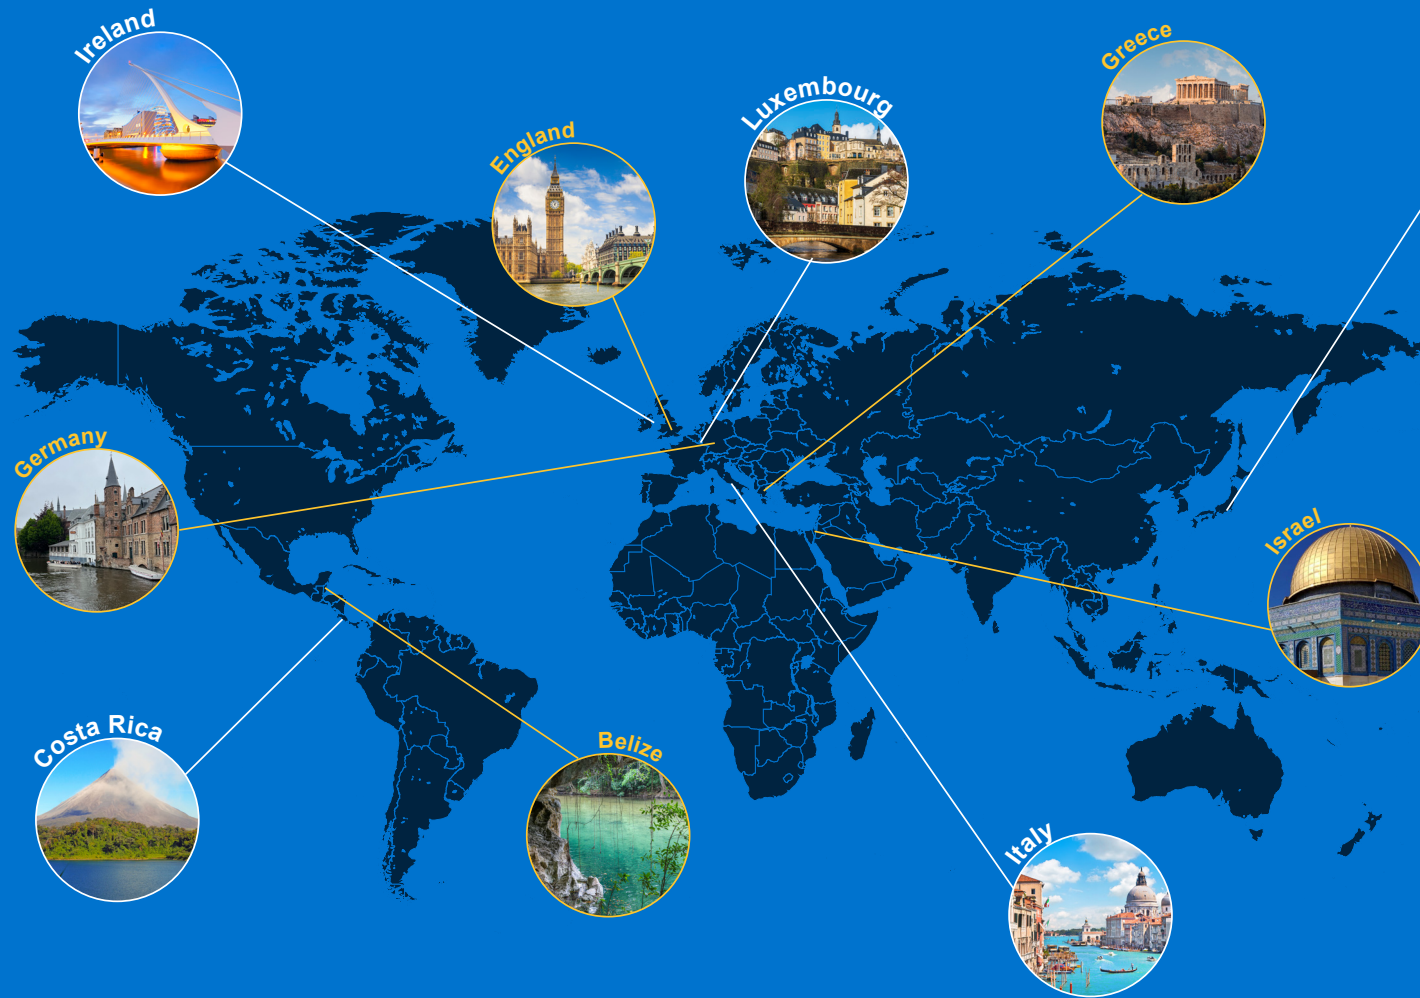 Ireland
England
Luxembourg
Greece
Germany
Israel
Costa Rica
Belize
Italy